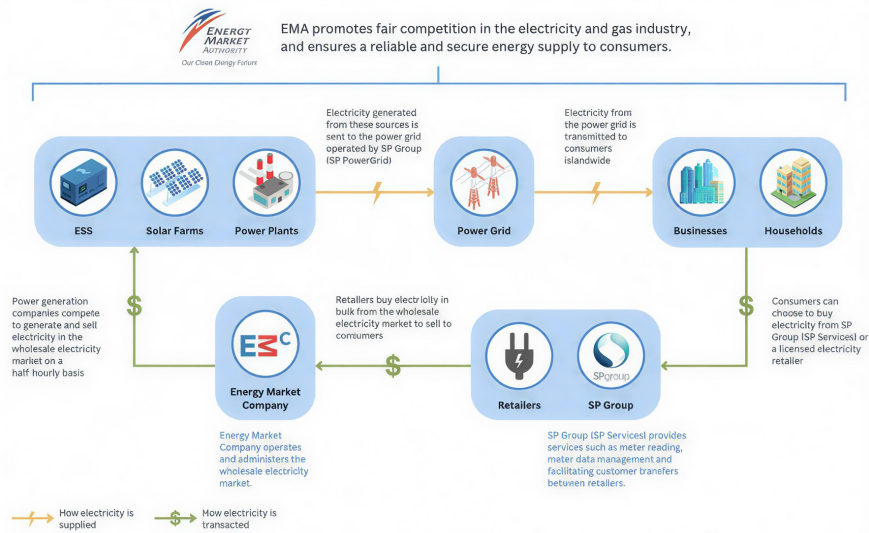 ENERGY
MARKET
AUTHORITY
Our Clean Energy Future
EMA promotes fair competition in the electricity and gas industry,
and ensures a reliable and secure energy supply to consumers.
Electricity generated
from these sources is
sent to the power grid
operated by SP Group
(SP PowerGrid)
Electricity from
the power grid is
transmitted to
consumers
islandwide
ESS
Solar Farms
Power Plants
Power Grid
Businesses
Households
Power generation
companies compete
to generate and sell
electricity in the
wholesale electricity
market on a
half hourly basis
$
EMC
Energy Market
Company
Retailers buy electriolly in
bulk from the wholesale
electricity market to sell to
comumers
$
Retailers
SPgroup
SP Group
$
Consumers can
choose to buy
electricity from SP
Group (SP Services) or
a licensed electricity
retailer
Energy Market
Company operates
and administers the
wholesale electricity
market.
SP Group (SP Services) provides
services such as meter reading,
meter data management and
facilitating customer transfers
between retailers.
How electricity is
supplied
$
How electricity is
transacted